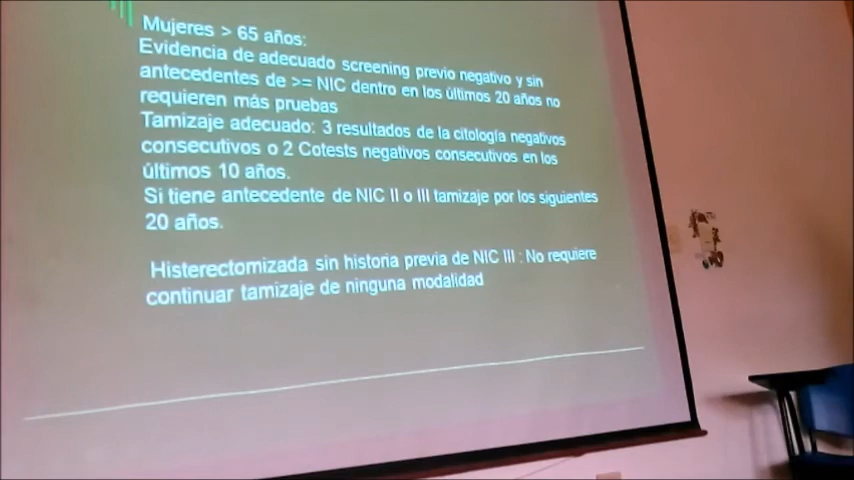 Mujeres > 65 años:
Evidencia de adecuado screening previo negativo y sin
antecedentes de >= NIC dentro en los últimos 20 años no
requieren más pruebas
Tamizaje adecuado: 3 resultados de la citología negativos
consecutivos o 2 Cotests negativos consecutivos en los
últimos 10 años.
Si tiene antecedente de NIC II o III tamizaje por los siguientes
20 años.
Histerectomizada sin historia previa de NIC III : No requiere
continuar tamizaje de ninguna modalidad